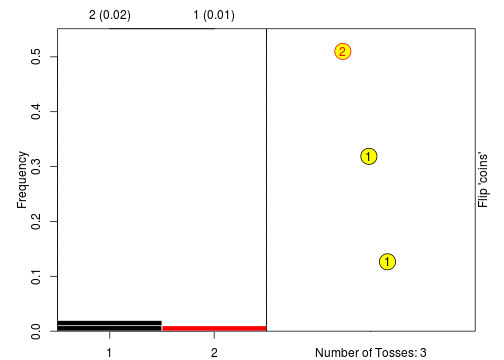 2 (0.02) 1 (0.01)
Frequency
0.5
0.4
0.3
0.2
0.1
0.0
1 2
2
1
1
Flip 'coins'
Number of Tosses: 3